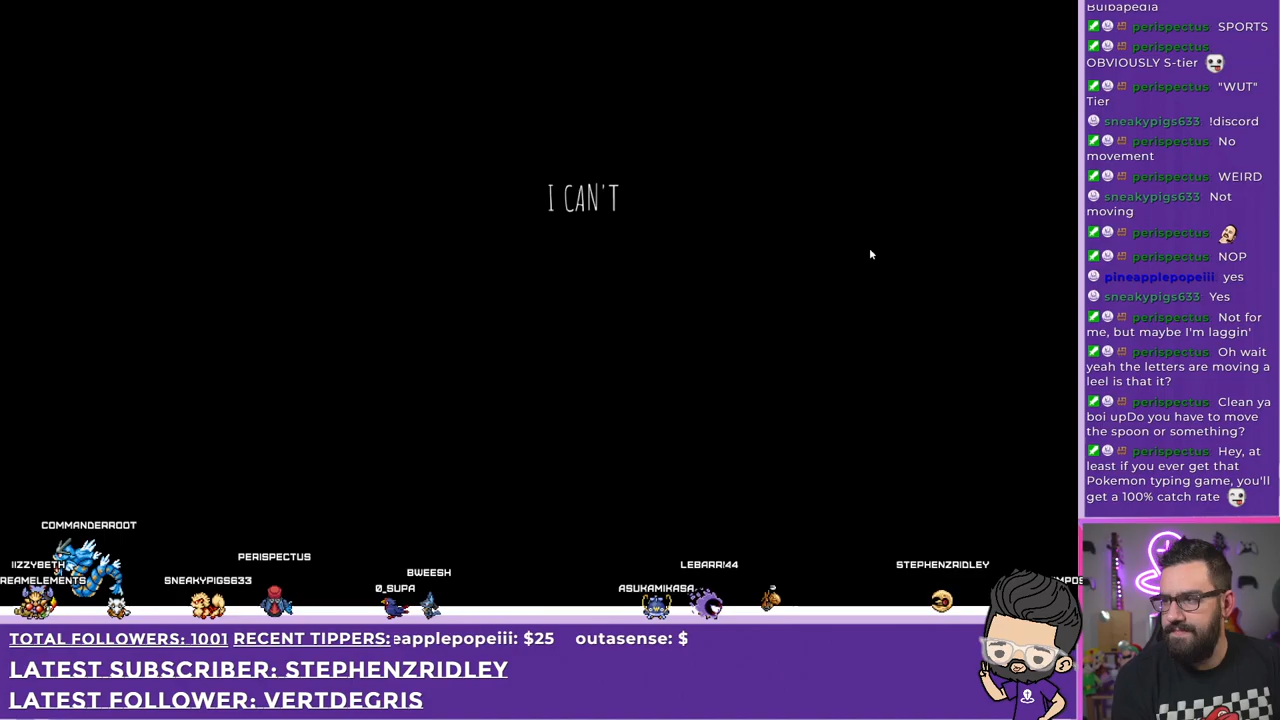 I CAN'T
Bulbapedia
perispectus SPORTS
perispectus
OBVIOUSLY S-tier
perispectus "WUT"
Tier
sneakypigs633 !discord
perispectus No
movement
perispectus WEIRD
sneakypigs633 Not
moving
perispectus
perispectus NOP
pineapplepopeiii yes
sneakypigs633 Yes
perispectus Not for
me, but maybe I'm laggin'
perispectus Oh wait
yeah the letters are moving a
leel is that it?
perispectus Clean ya
boi upDo you have to move
the spoon or something?
perispectus Hey, at
least if you ever get that
Pokemon typing game, you'll
get a 100% catch rate
COMMANDERROOT
IIZZYBETH
REAMELEMENTS
SNEAKYPIGS633
PERISPECTUS
0_SUPA
BWEESH
ASUKAMIKASA
LEBARR!44
STEPHENZRIDLEY
MPOS
TOTAL FOLLOWERS: 1001 RECENT TIPPERS: eapplepopeiii: $25 outasense: $
LATEST SUBSCRIBER: STEPHENZRIDLEY
LATEST FOLLOWER: VERTDEGRIS